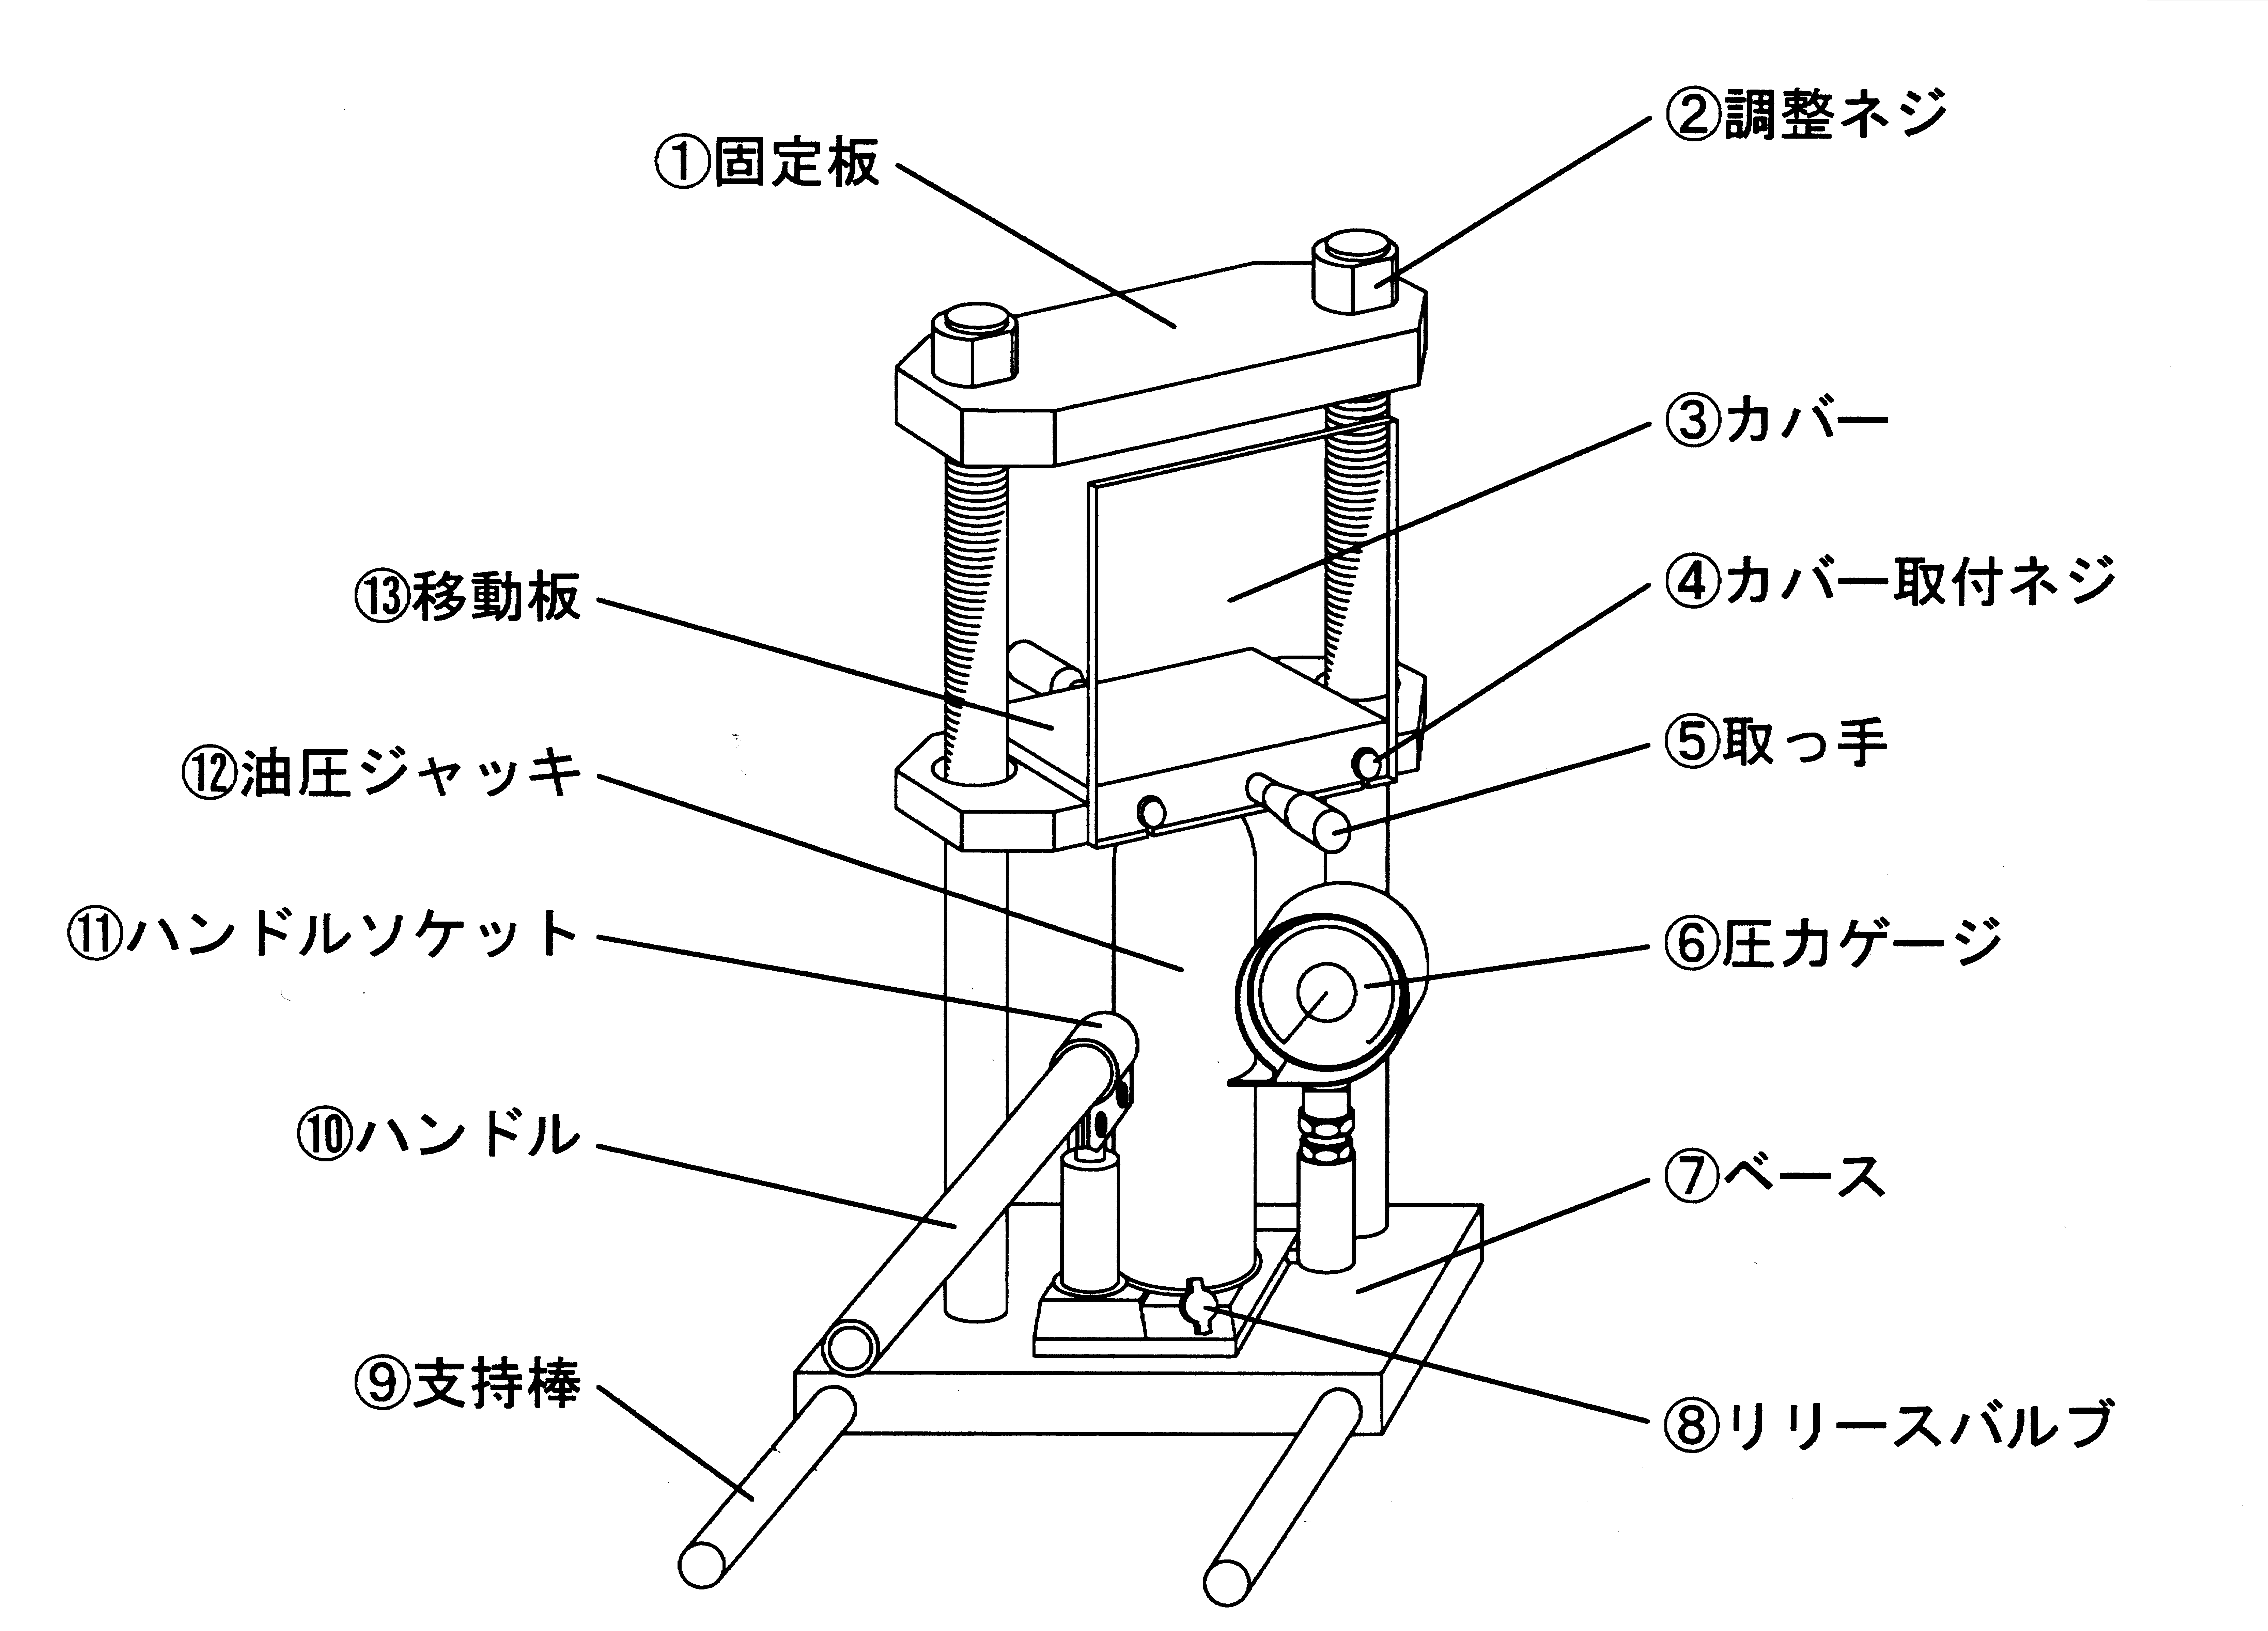 ①固定板
②調整ネジ
③カバー
④カバー取付ネジ
⑤取っ手
⑥圧力ゲージ
⑦ベース
⑧リリースバルブ
⑨支持棒
⑩ハンドル
⑪ハンドルソケット
⑫油圧ジャッキ
⑬移動板